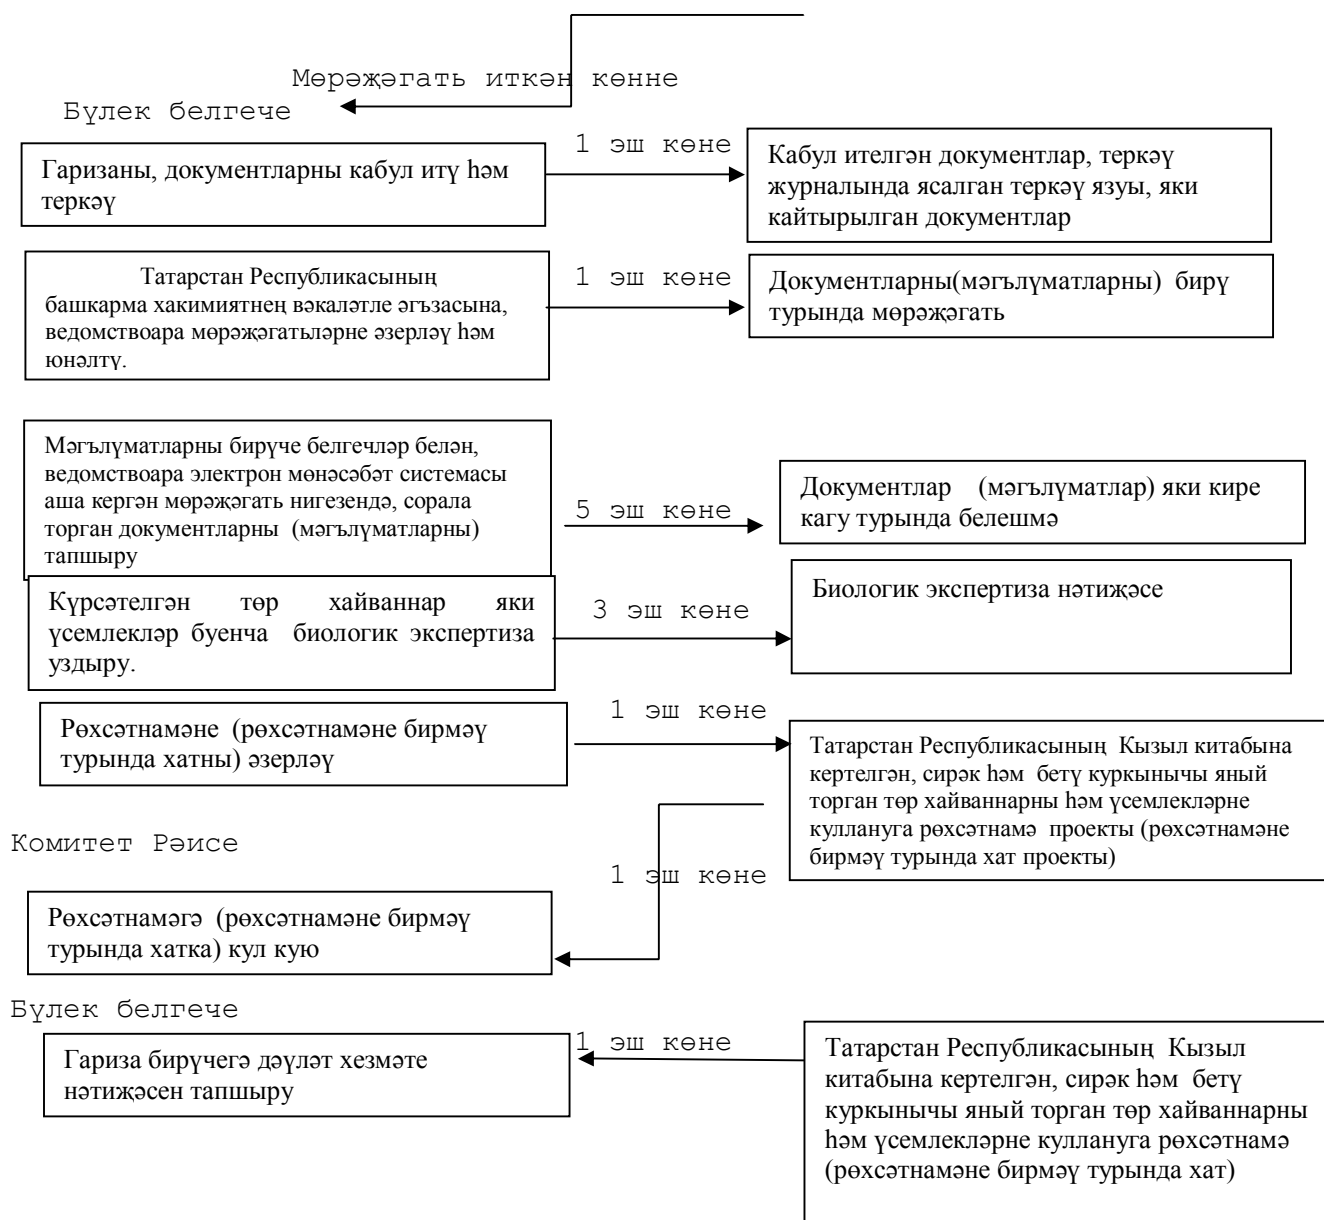 Мөрәҗәгать иткән көнне
Бүлек белгече
1 эш көне
Гаризаны, документларны кабул итү һәм
теркәү
Кабул ителгән документлар, теркәү
журналында ясалган теркәү язуы, яки
кайтырылган документлар
Татарстан Республикасының
башкарма хакимиятнең вәкаләтле әгъзасына,
ведомствоара мөрәҗәгатьләрне әзерләү һәм
юнәлтү.
1 эш көне
Документларны(мәгълүматларны) бирү
турында мөрәҗәгать
Мәгълүматларны бирүче белгечләр белән,
ведомствоара электрон мөнәсәбәт системасы
аша кергән мөрәҗәгать нигезендә, сорала
торган документларны (мәгълүматларны)
тапшыру
5 эш көне
Документлар (мәгълүматлар) яки кире
кагу турында белешмә
Күрсәтелгән төр хайваннар яки
үсемлекләр буенча биологик экспертиза
уздыру.
3 эш көне
Биологик экспертиза нәтиҗәсе
Рөхсәтнамәне (рөхсәтнамәне бирмәү
турында хатны) әзерләү
1 эш көне
Татарстан Республикасының Кызыл китабына
кертелгән, сирәк һәм бетү куркынычы яный
торган төр хайваннарны һәм үсемлекләрне
куллануга рөхсәтнамә проекты (рөхсәтнамәне
бирмәү турында хат проекты)
Комитет Рәисе
1 эш көне
Рөхсәтнамәгә (рөхсәтнамәне бирмәү
турында хатка) кул кую
Бүлек белгече
1 эш көне
Гариза бирүчегә дәүләт хезмәте
нәтиҗәсен тапшыру
Татарстан Республикасының Кызыл
китабына кертелгән, сирәк һәм бетү
куркынычы яный торган төр хайваннарны
һәм үсемлекләрне куллануга рөхсәтнамә
(рөхсәтнамәне бирмәү турында хат)